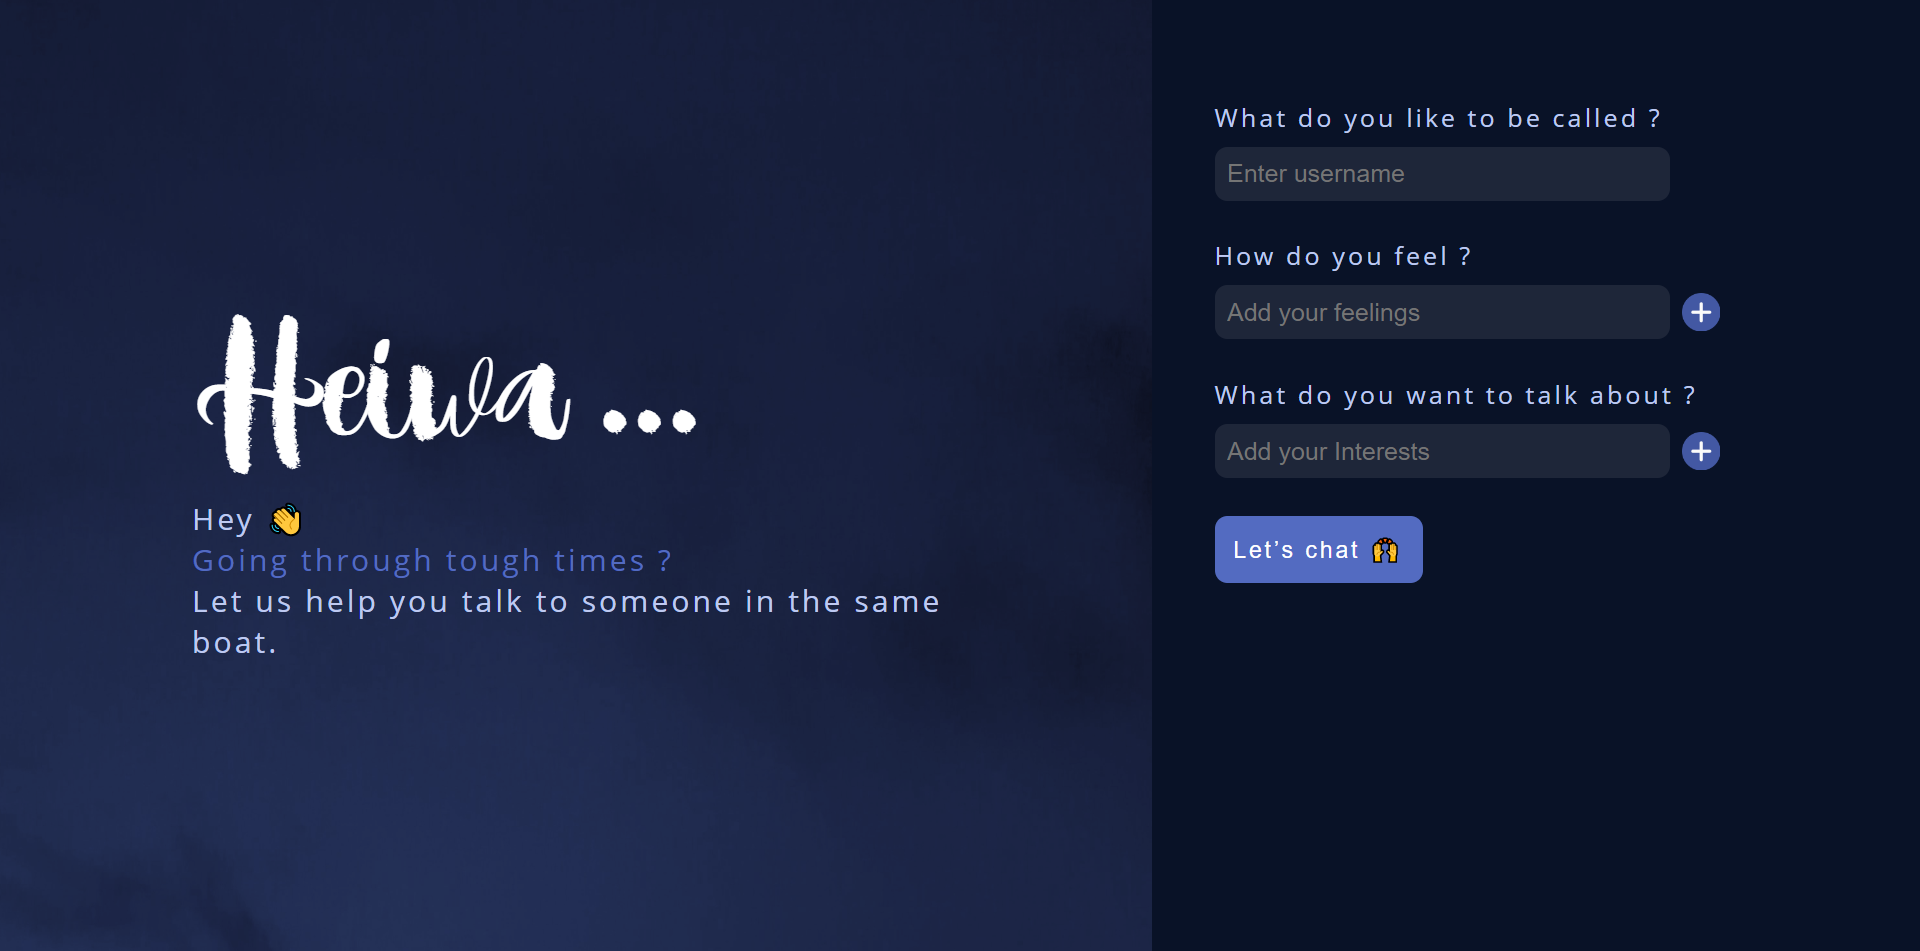 Heiwa ...
Hey 👋
Going through tough times ?
Let us help you talk to someone in the same
boat.
What do you like to be called ?
Enter username
How do you feel ?
Add your feelings
What do you want to talk about ?
Add your Interests
Let’s chat 🙌